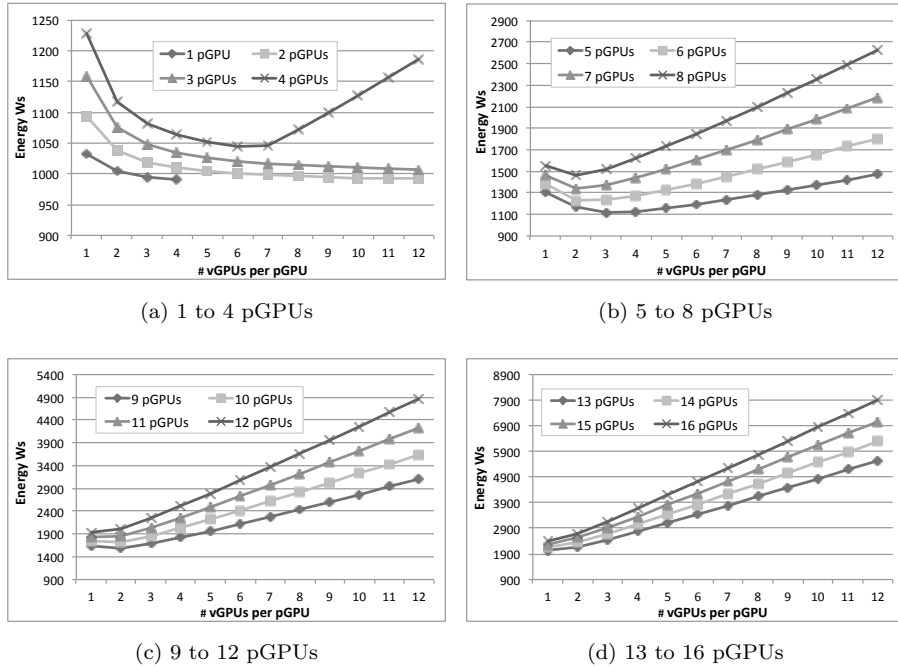 1250
1200
1150
1100
1050
1000
950
900
Energy Ws
1 pGPU
2 pGPUs
3 pGPUs
4 pGPUs
1 2 3 4 5 6 7 8 9 10 11 12
# vGPUs per pGPU
(a) 1 to 4 pGPUs
2900
2700
2500
2300
2100
1900
1700
1500
1300
1100
900
Energy Ws
5 pGPUs
6 pGPUs
7 pGPUs
8 pGPUs
1 2 3 4 5 6 7 8 9 10 11 12
# vGPUs per pGPU
(b) 5 to 8 pGPUs
5400
4900
4400
3900
3400
2900
2400
1900
1400
900
Energy Ws
9 pGPUs
10 pGPUs
11 pGPUs
12 pGPUs
1 2 3 4 5 6 7 8 9 10 11 12
# vGPUs per pGPU
(c) 9 to 12 pGPUs
8900
7900
6900
5900
4900
3900
2900
1900
900
Energy Ws
13 pGPUs
14 pGPUs
15 pGPUs
16 pGPUs
1 2 3 4 5 6 7 8 9 10 11 12
# vGPUs per pGPU
(d) 13 to 16 pGPUs